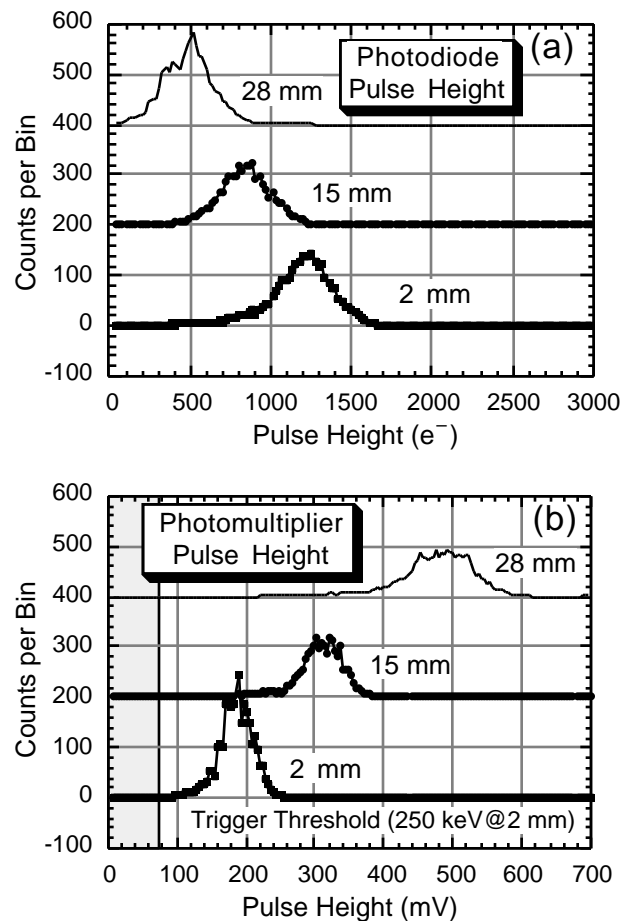 600
500
400
300
200
100
0
-100
Counts per Bin
(a)
Photodiode
Pulse Height
28 mm
15 mm
2 mm
0 500 1000 1500 2000 2500 3000
Pulse Height (e⁻)
600
500
400
300
200
100
0
-100
Counts per Bin
(b)
Photomultiplier
Pulse Height
28 mm
15 mm
2 mm
Trigger Threshold (250 keV@2 mm)
0 100 200 300 400 500 600 700
Pulse Height (mV)